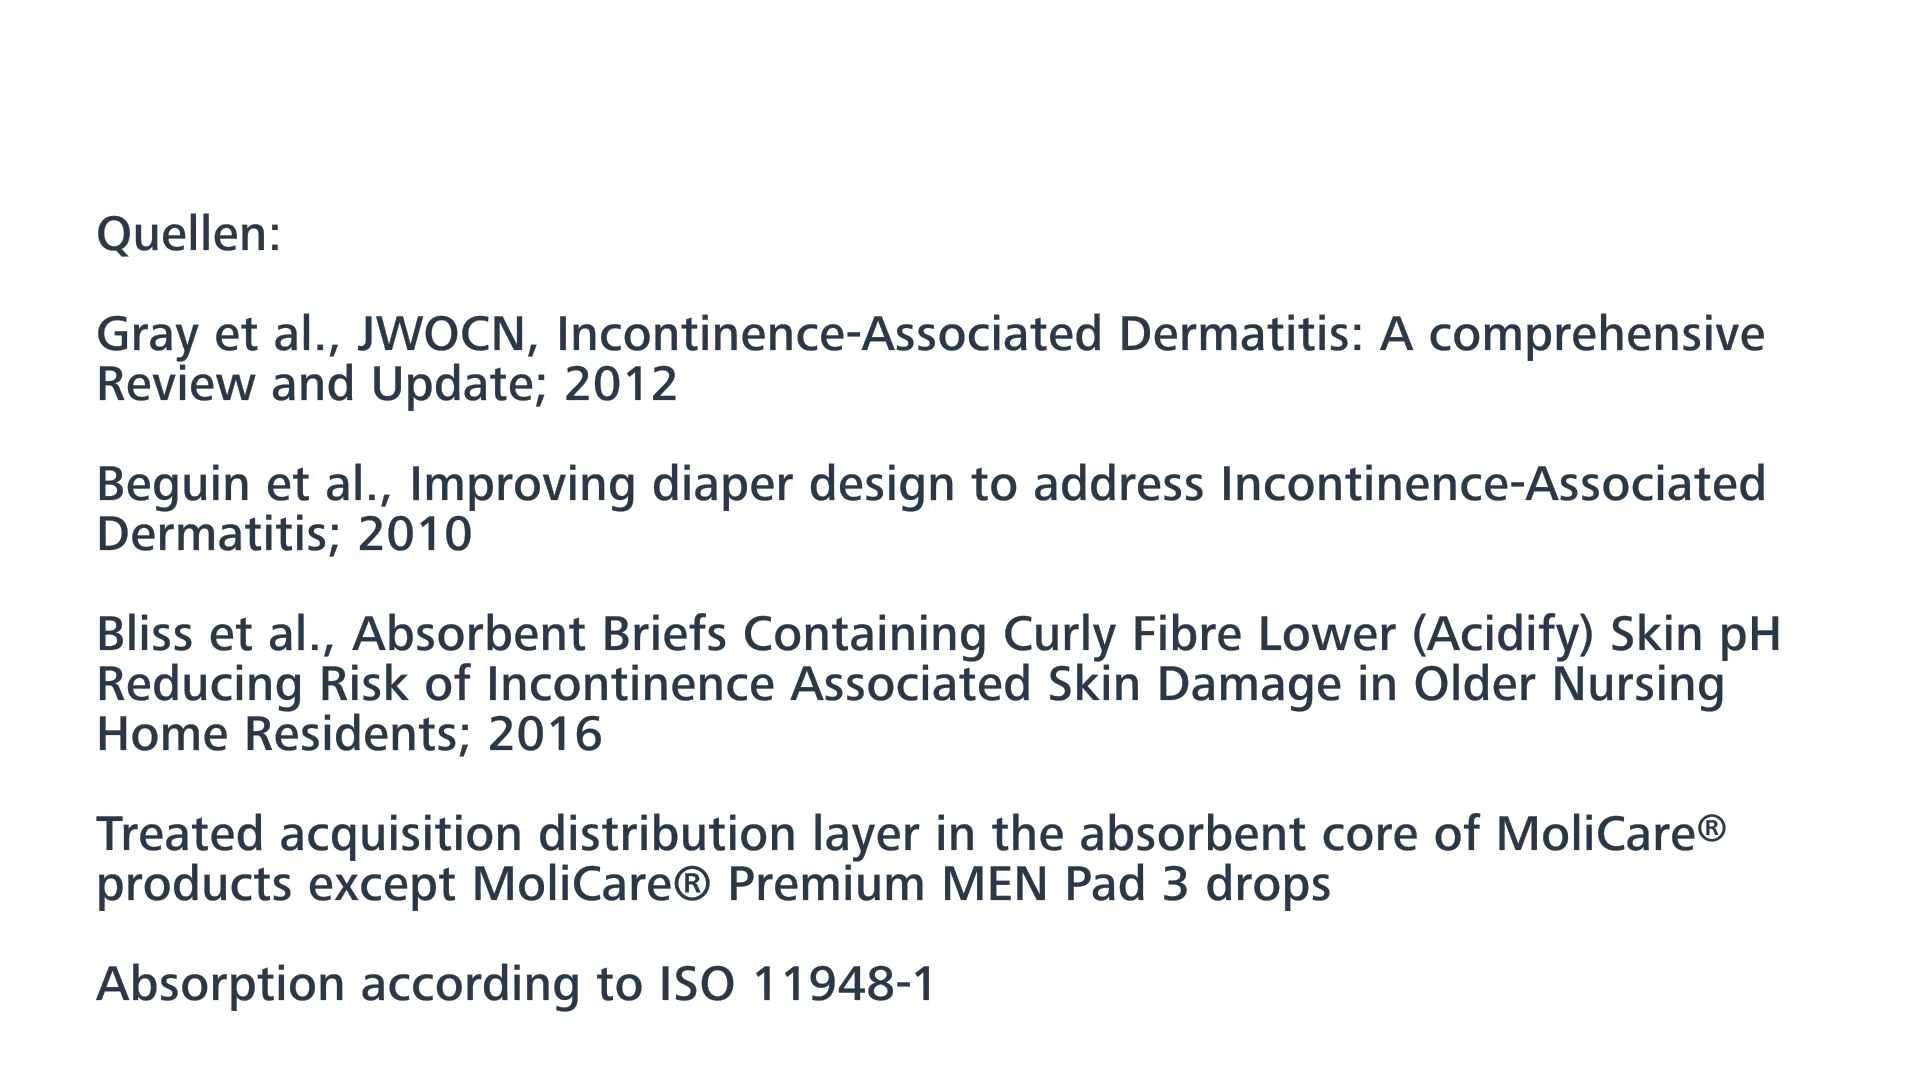 Quellen:
Gray et al., JWOCN, Incontinence-Associated Dermatitis: A comprehensive
Review and Update; 2012
Beguin et al., Improving diaper design to address Incontinence-Associated
Dermatitis; 2010
Bliss et al., Absorbent Briefs Containing Curly Fibre Lower (Acidify) Skin pH
Reducing Risk of Incontinence Associated Skin Damage in Older Nursing
Home Residents; 2016
Treated acquisition distribution layer in the absorbent core of MoliCare®
products except MoliCare® Premium MEN Pad 3 drops
Absorption according to ISO 11948-1